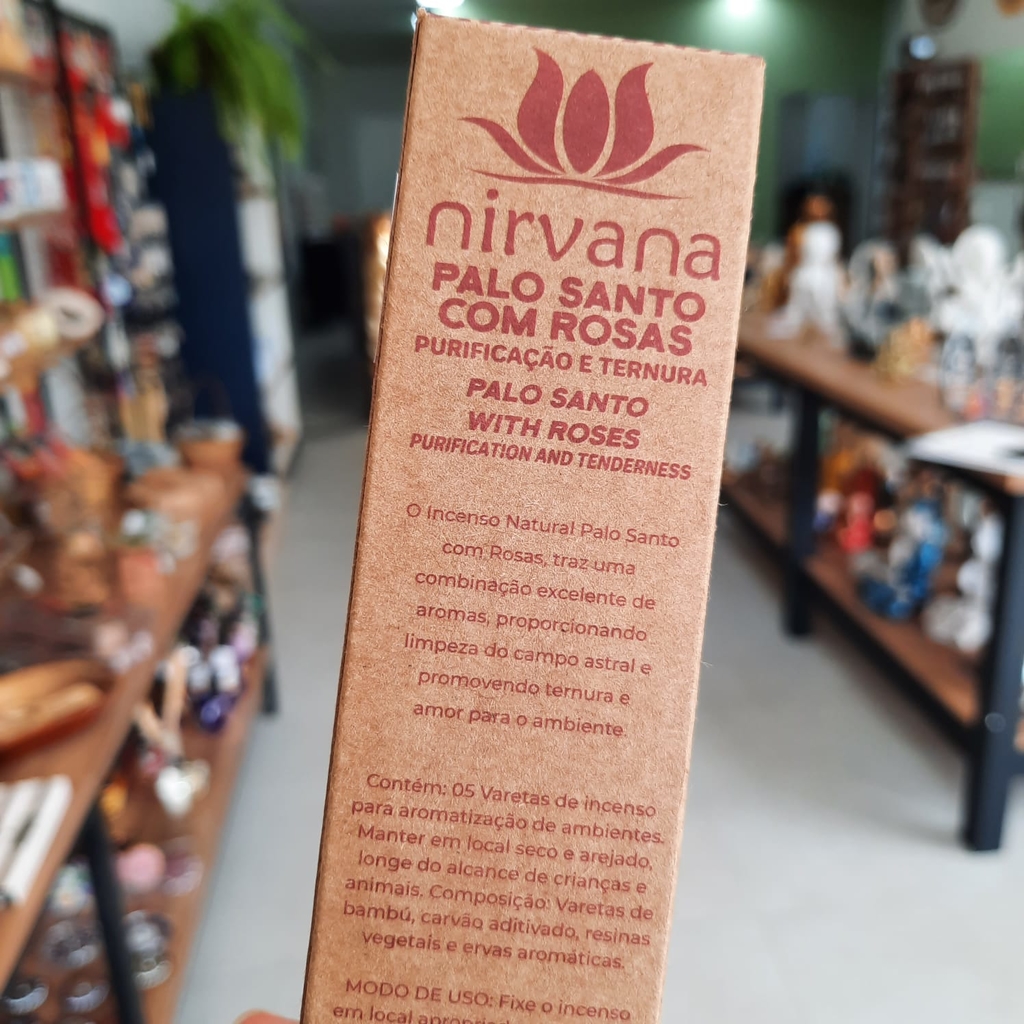 nirvana
PALO SANTO
COM ROSAS
PURIFICAÇÃO E TERNURA
PALO SANTO
WITH ROSES
PURIFICATION AND TENDERNESS
O Incenso Natural Palo Santo
com Rosas, traz uma
combinação excelente de
aromas, proporcionando
limpeza do campo astral e
promovendo ternura e
amor para o ambiente.
Contém: 05 Varetas de incenso
para aromatização de ambientes.
Manter em local seco e arejado,
longe do alcance de crianças e
animais. Composição: Varetas de
bambú, carvão aditivado, resinas
vegetais e ervas aromáticas.
MODO DE USO: Fixe o incenso
em local